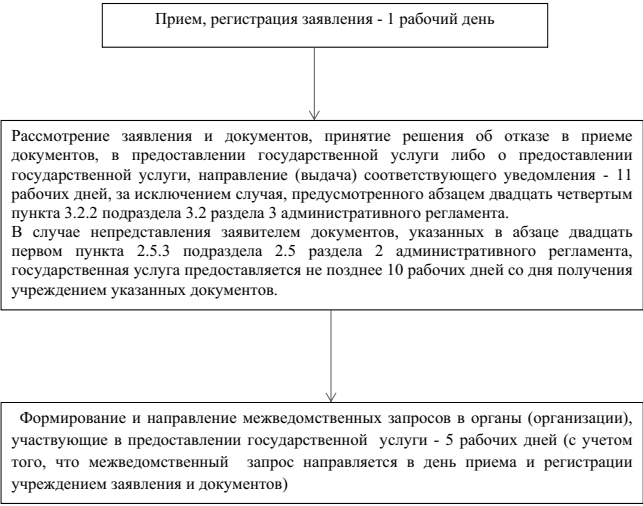 Прием, регистрация заявления - 1 рабочий день
Рассмотрение заявления и документов, принятие решения об отказе в приеме
документов, в предоставлении государственной услуги либо о предоставлении
государственной услуги, направление (выдача) соответствующего уведомления - 11
рабочих дней, за исключением случая, предусмотренного абзацем двадцать четвертым
пункта 3.2.2 подраздела 3.2 раздела 3 административного регламента.
В случае непредставления заявителем документов, указанных в абзаце двадцать
первом пункта 2.5.3 подраздела 2.5 раздела 2 административного регламента,
государственная услуга предоставляется не позднее 10 рабочих дней со дня получения
учреждением указанных документов.
Формирование и направление межведомственных запросов в органы (организации),
участвующие в предоставлении государственной услуги - 5 рабочих дней (с учетом
того, что межведомственный запрос направляется в день приема и регистрации
учреждением заявления и документов)